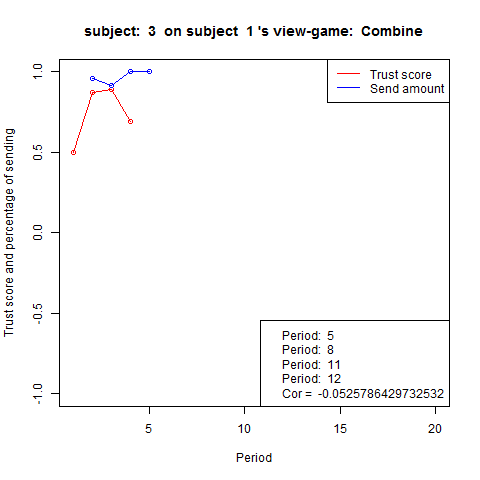 subject:  3  on subject  1 's view-game:  Combine
Trust score
Send amount
1.0
0.5
0.0
-0.5
-1.0
Trust score and percentage of sending
Period:  5
Period:  8
Period:  11
Period:  12
Cor =  -0.0525786429732532
5
10
15
20
Period